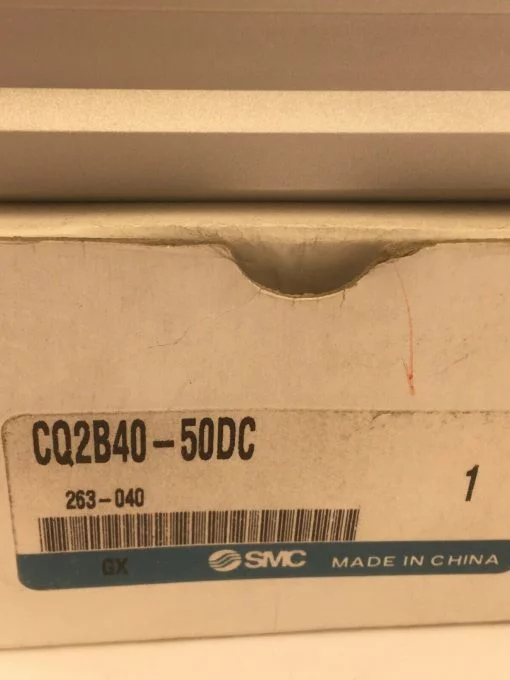 CQ2B40-50DC
1
263-040
GX SMC MADE IN CHINA